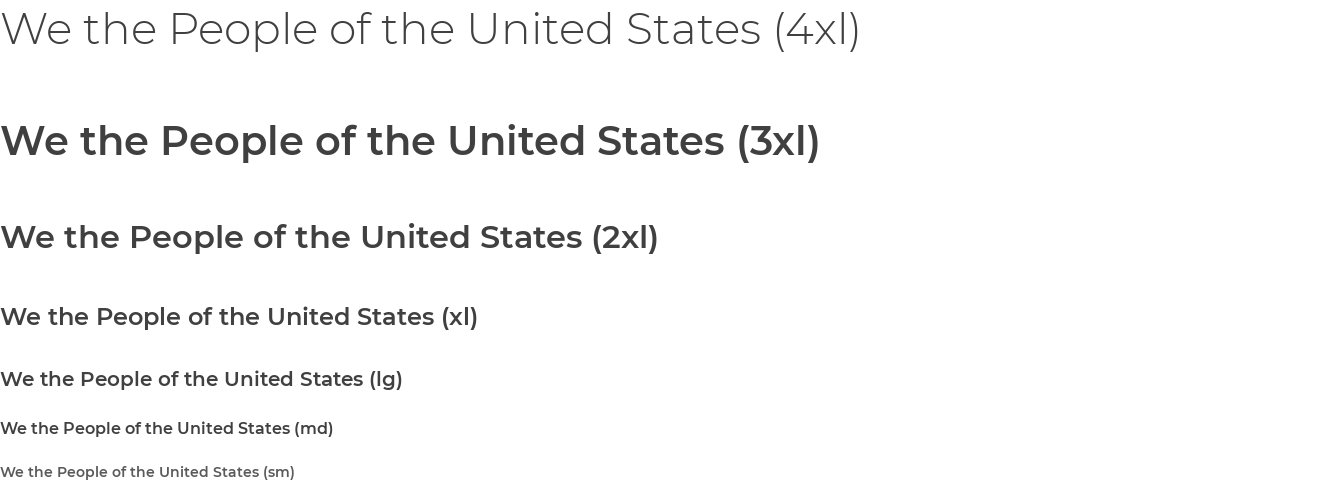 We the People of the United States (4xl)
We the People of the United States (3xl)
We the People of the United States (2xl)
We the People of the United States (xl)
We the People of the United States (lg)
We the People of the United States (md)
We the People of the United States (sm)